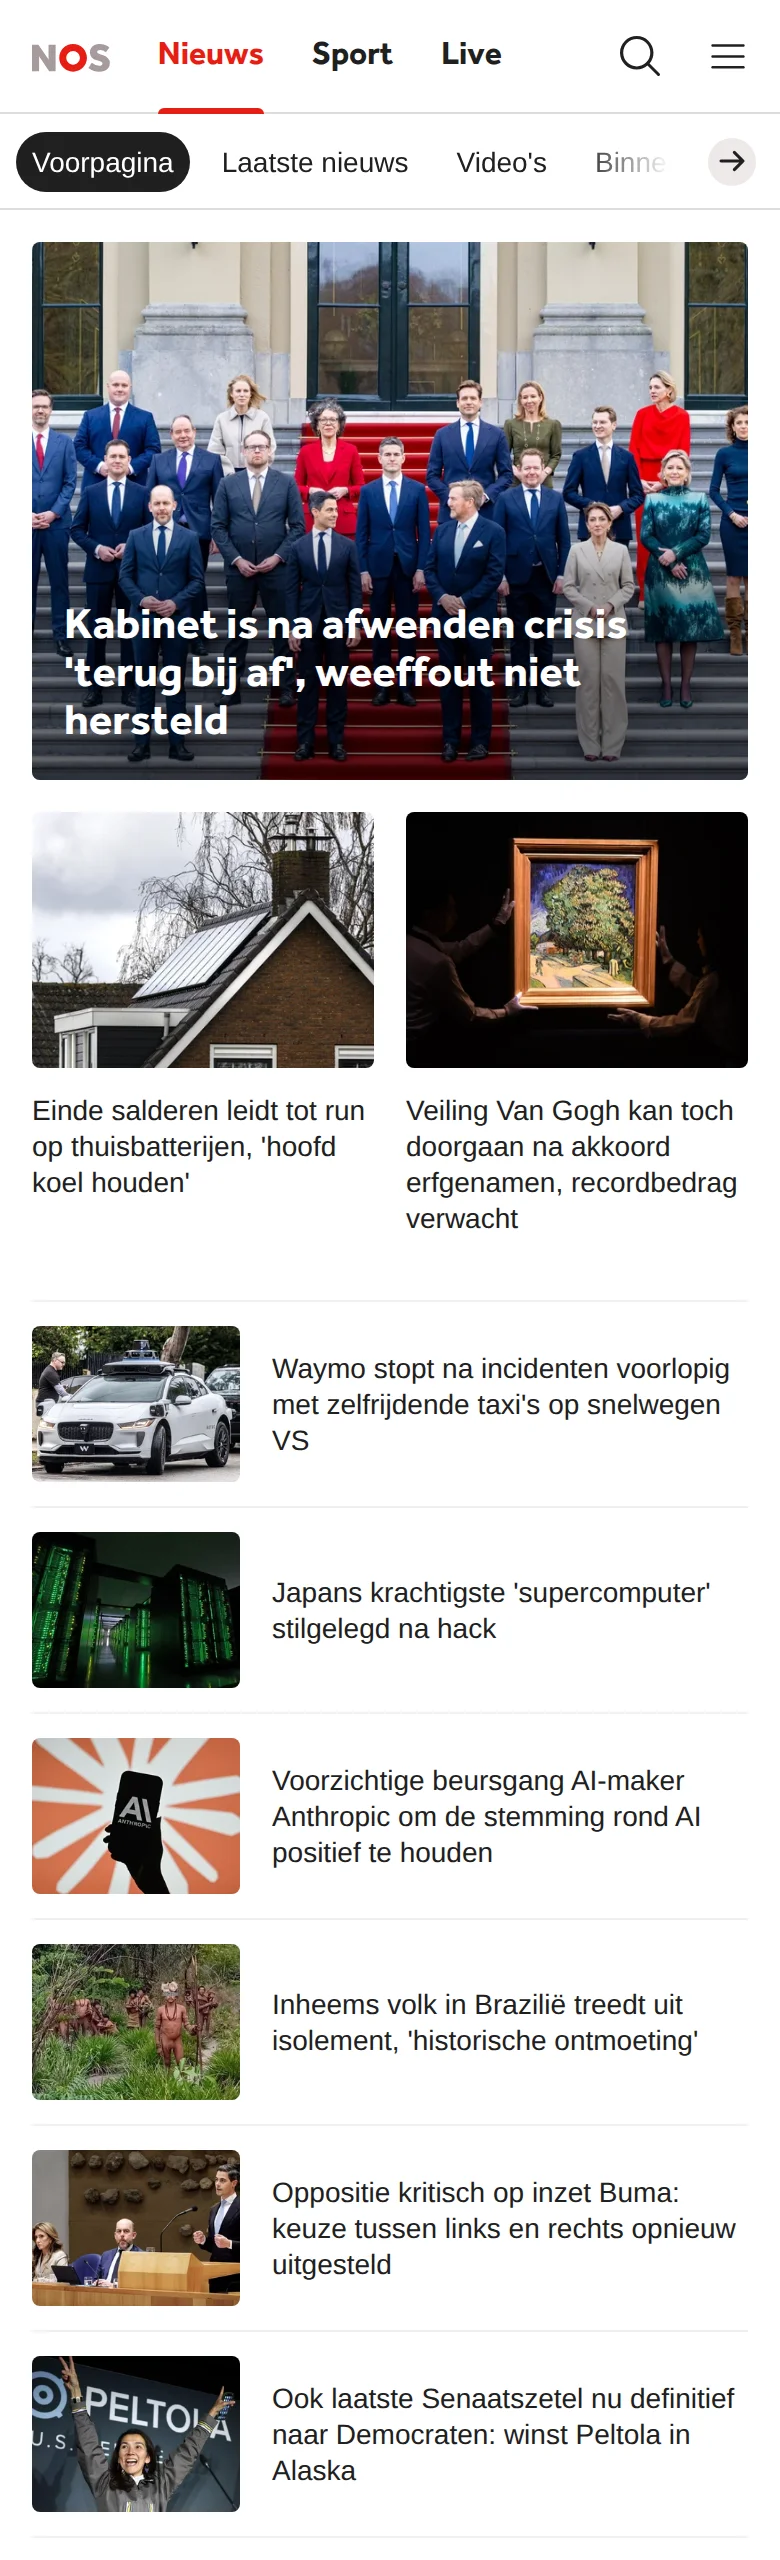 NOS Nieuws Sport Live
Voorpagina Laatste nieuws Video's Binne
Kabinet is na afwenden crisis
'terug bij af', weeffout niet
hersteld
Einde salderen leidt tot run
op thuisbatterijen, 'hoofd
koel houden'
Veiling Van Gogh kan toch
doorgaan na akkoord
erfgenamen, recordbedrag
verwacht
Waymo stopt na incidenten voorlopig
met zelfrijdende taxi's op snelwegen
VS
Japans krachtigste 'supercomputer'
stilgelegd na hack
AI
ANTHROPIC
Voorzichtige beursgang AI-maker
Anthropic om de stemming rond AI
positief te houden
Inheems volk in Brazilië treedt uit
isolement, 'historische ontmoeting'
Oppositie kritisch op inzet Buma:
keuze tussen links en rechts opnieuw
uitgesteld
PELTOLA
U.S.
Ook laatste Senaatszetel nu definitief
naar Democraten: winst Peltola in
Alaska